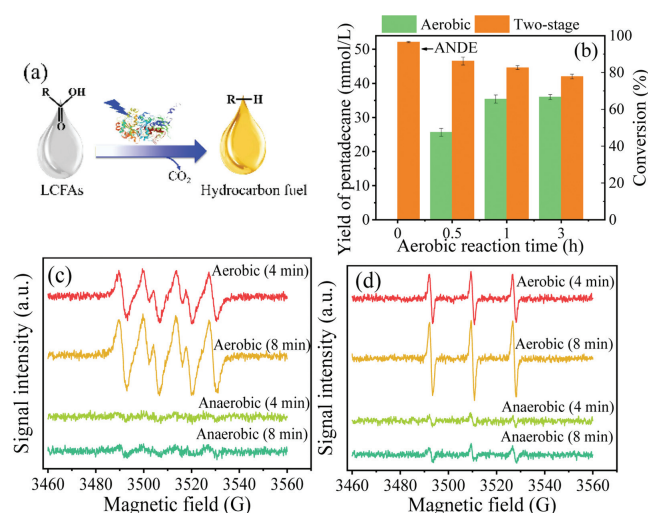 (a)
R
OH
O
LCFAs
CO2
R—H
Hydrocarbon fuel
Aerobic
Two-stage
(b)
ANDE
Yield of pentadecane (mmol/L)
50
40
30
20
10
0
Conversion (%)
100
80
60
40
20
0
0
0.5
1
3
Aerobic reaction time (h)
(c)
Aerobic (4 min)
Aerobic (8 min)
Anaerobic (4 min)
Anaerobic (8 min)
Signal intensity (a.u.)
3460
3480
3500
3520
3540
3560
Magnetic field (G)
(d)
Aerobic (4 min)
Aerobic (8 min)
Anaerobic (4 min)
Anaerobic (8 min)
Signal intensity (a.u.)
3460
3480
3500
3520
3540
3560
Magnetic field (G)